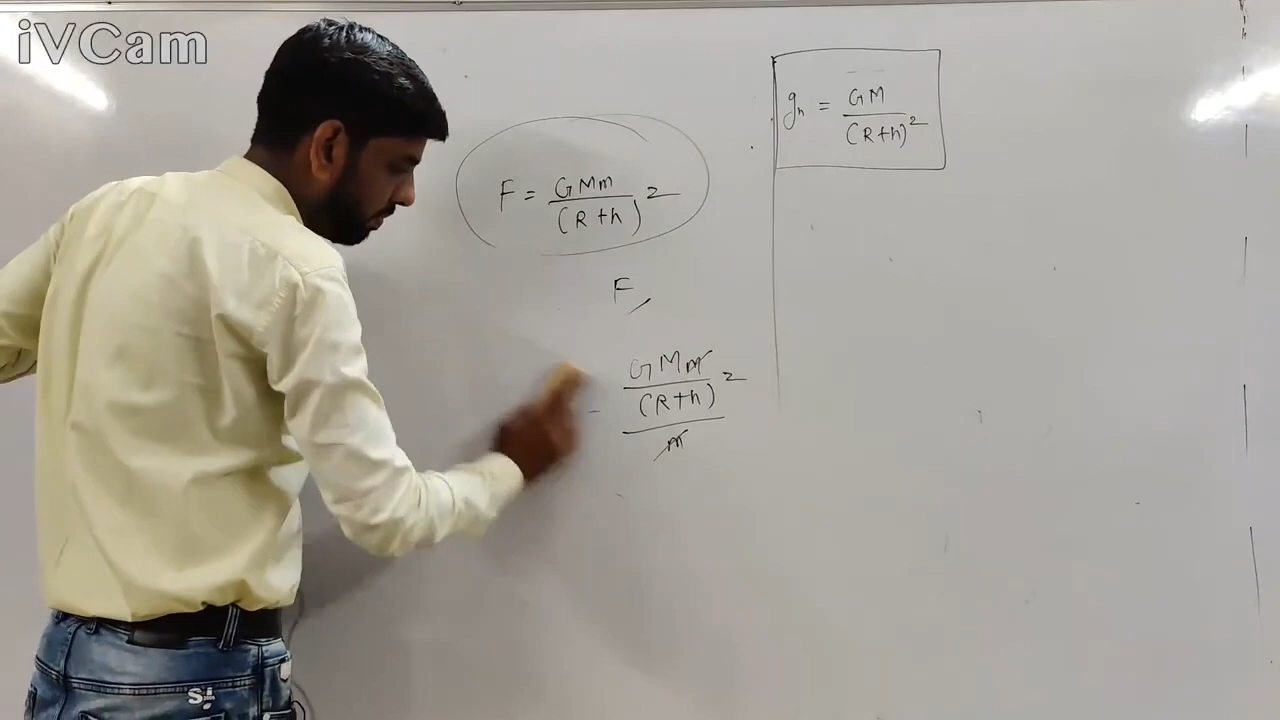 iVCam
F = GMm / (R+h)²
F
GMm / (R+h)² / m
gh = GM / (R+h)²